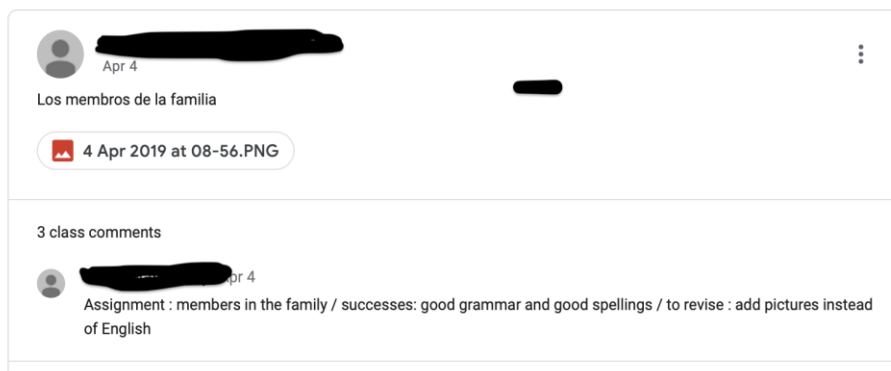 Apr 4
Los membros de la familia
4 Apr 2019 at 08-56.PNG
3 class comments
pr 4
Assignment : members in the family / successes: good grammar and good spellings / to revise : add pictures instead
of English